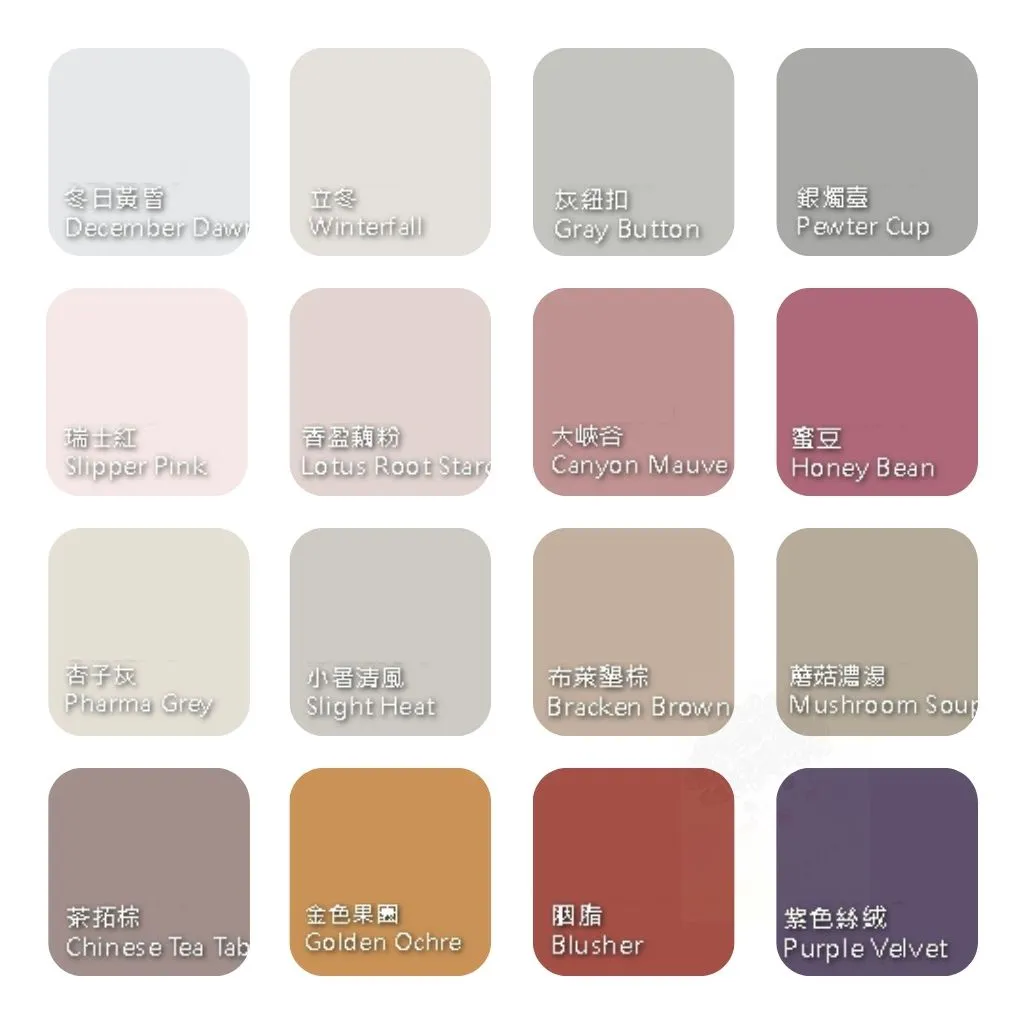 冬日黃昏
December Dawn
立冬
Winterfall
灰紐扣
Gray Button
銀燭臺
Pewter Cup
瑞士紅
Slipper Pink
香盈藕粉
Lotus Root Starc
大峽谷
Canyon Mauve
蜜豆
Honey Bean
杏子灰
Pharma Grey
小暑清風
Slight Heat
布萊墾棕
Bracken Brown
蘑菇濃湯
Mushroom Soup
茶拓棕
Chinese Tea Tab
金色果園
Golden Ochre
胭脂
Blusher
紫色絲絨
Purple Velvet